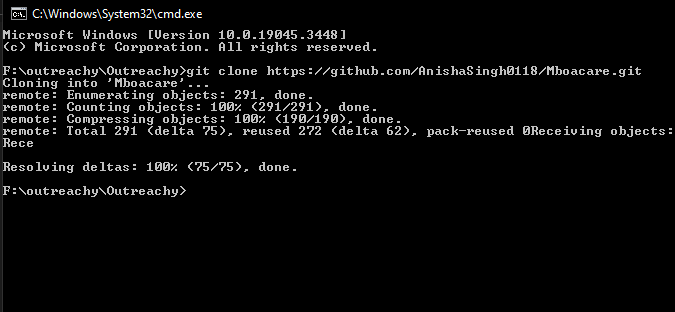 C:\Windows\System32\cmd.exe
Microsoft Windows [Version 10.0.19045.3448]
(c) Microsoft Corporation. All rights reserved.
F:\outreachy\Outreachy>git clone https://github.com/AnishaSingh0118/Mboacare.git
Cloning into 'Mboacare'...
remote: Enumerating objects: 291, done.
remote: Counting objects: 100% (291/291), done.
remote: Compressing objects: 100% (190/190), done.
remote: Total 291 (delta 75), reused 272 (delta 62), pack-reused 0Receiving objects:
Rece
Resolving deltas: 100% (75/75), done.
F:\outreachy\Outreachy>